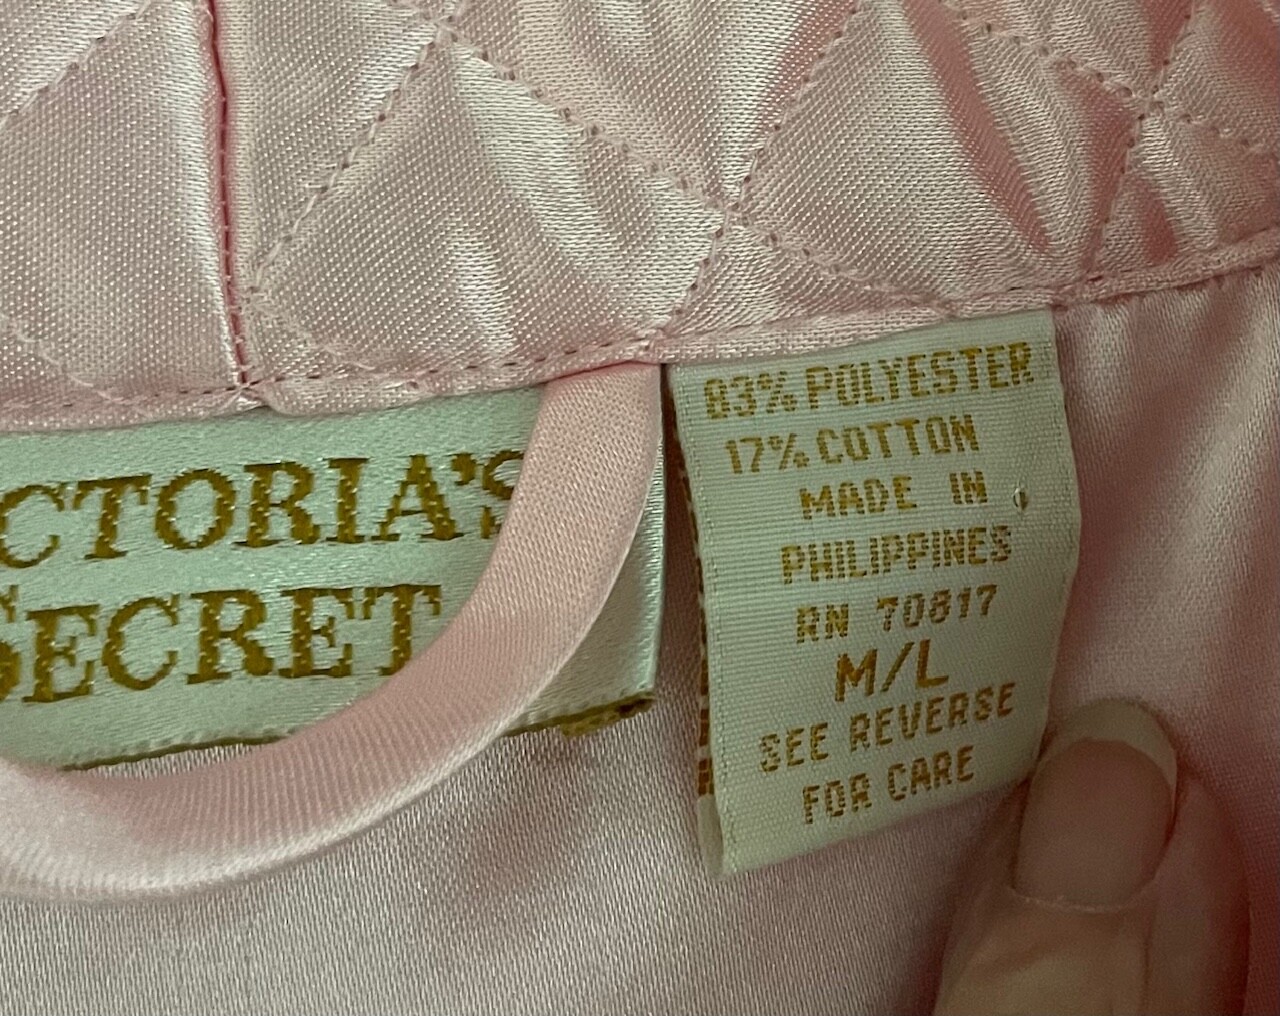 CTORIA'S
SECRET
83% POLYESTER
17% COTTON
MADE IN
PHILIPPINES
RN 70817
M/L
SEE REVERSE
FOR CARE